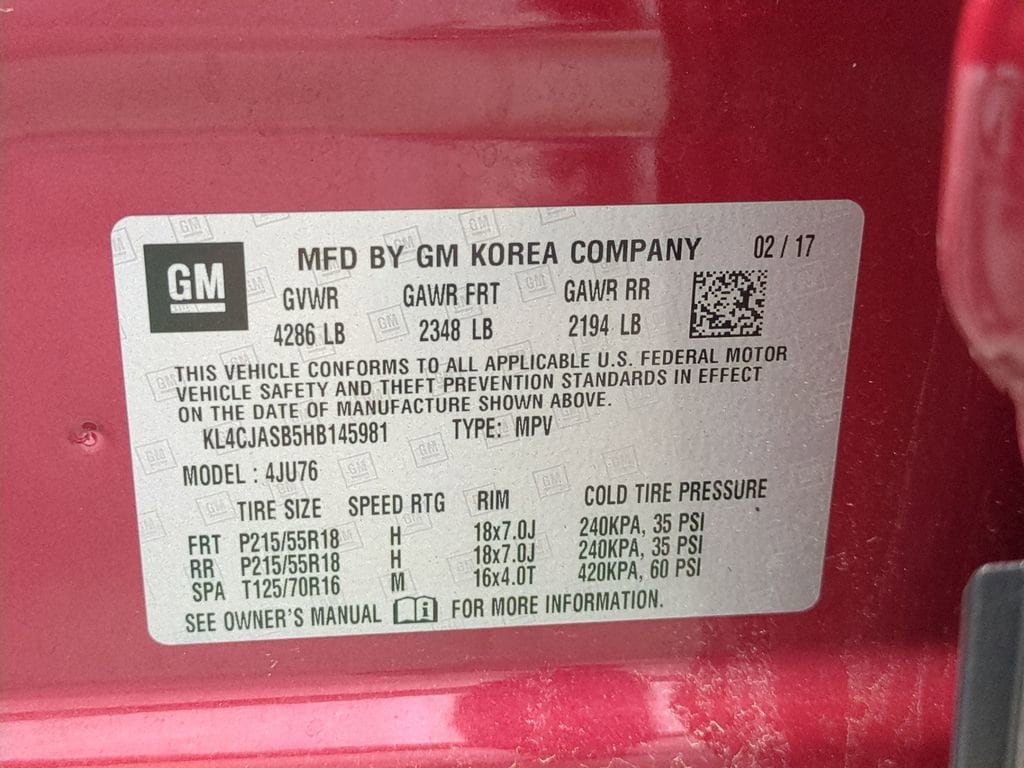 GM
MFD BY GM KOREA COMPANY 02 / 17
GVWR GAWR FRT GAWR RR
4286 LB 2348 LB 2194 LB
THIS VEHICLE CONFORMS TO ALL APPLICABLE U.S. FEDERAL MOTOR
VEHICLE SAFETY AND THEFT PREVENTION STANDARDS IN EFFECT
ON THE DATE OF MANUFACTURE SHOWN ABOVE.
KL4CJASB5HB145981 TYPE: MPV
MODEL : 4JU76
TIRE SIZE SPEED RTG RIM COLD TIRE PRESSURE
FRT P215/55R18 H 18x7.0J 240KPA, 35 PSI
RR P215/55R18 H 18x7.0J 240KPA, 35 PSI
SPA T125/70R16 M 16x4.0T 420KPA, 60 PSI
SEE OWNER'S MANUAL FOR MORE INFORMATION.